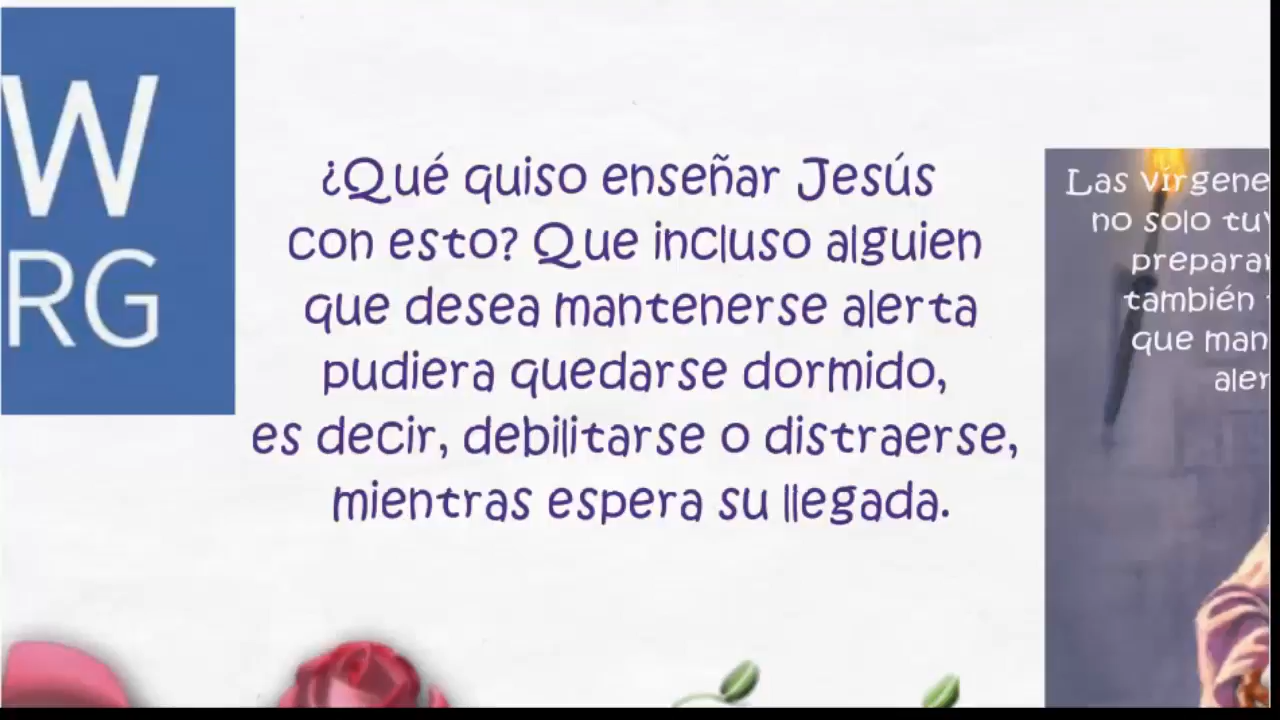 W
RG
¿Qué quiso enseñar Jesús
con esto? Que incluso alguien
que desea mantenerse alerta
pudiera quedarse dormido,
es decir, debilitarse o distraerse,
mientras espera su llegada.
Las vírgene
no solo tu
prepara
también
que man
aler